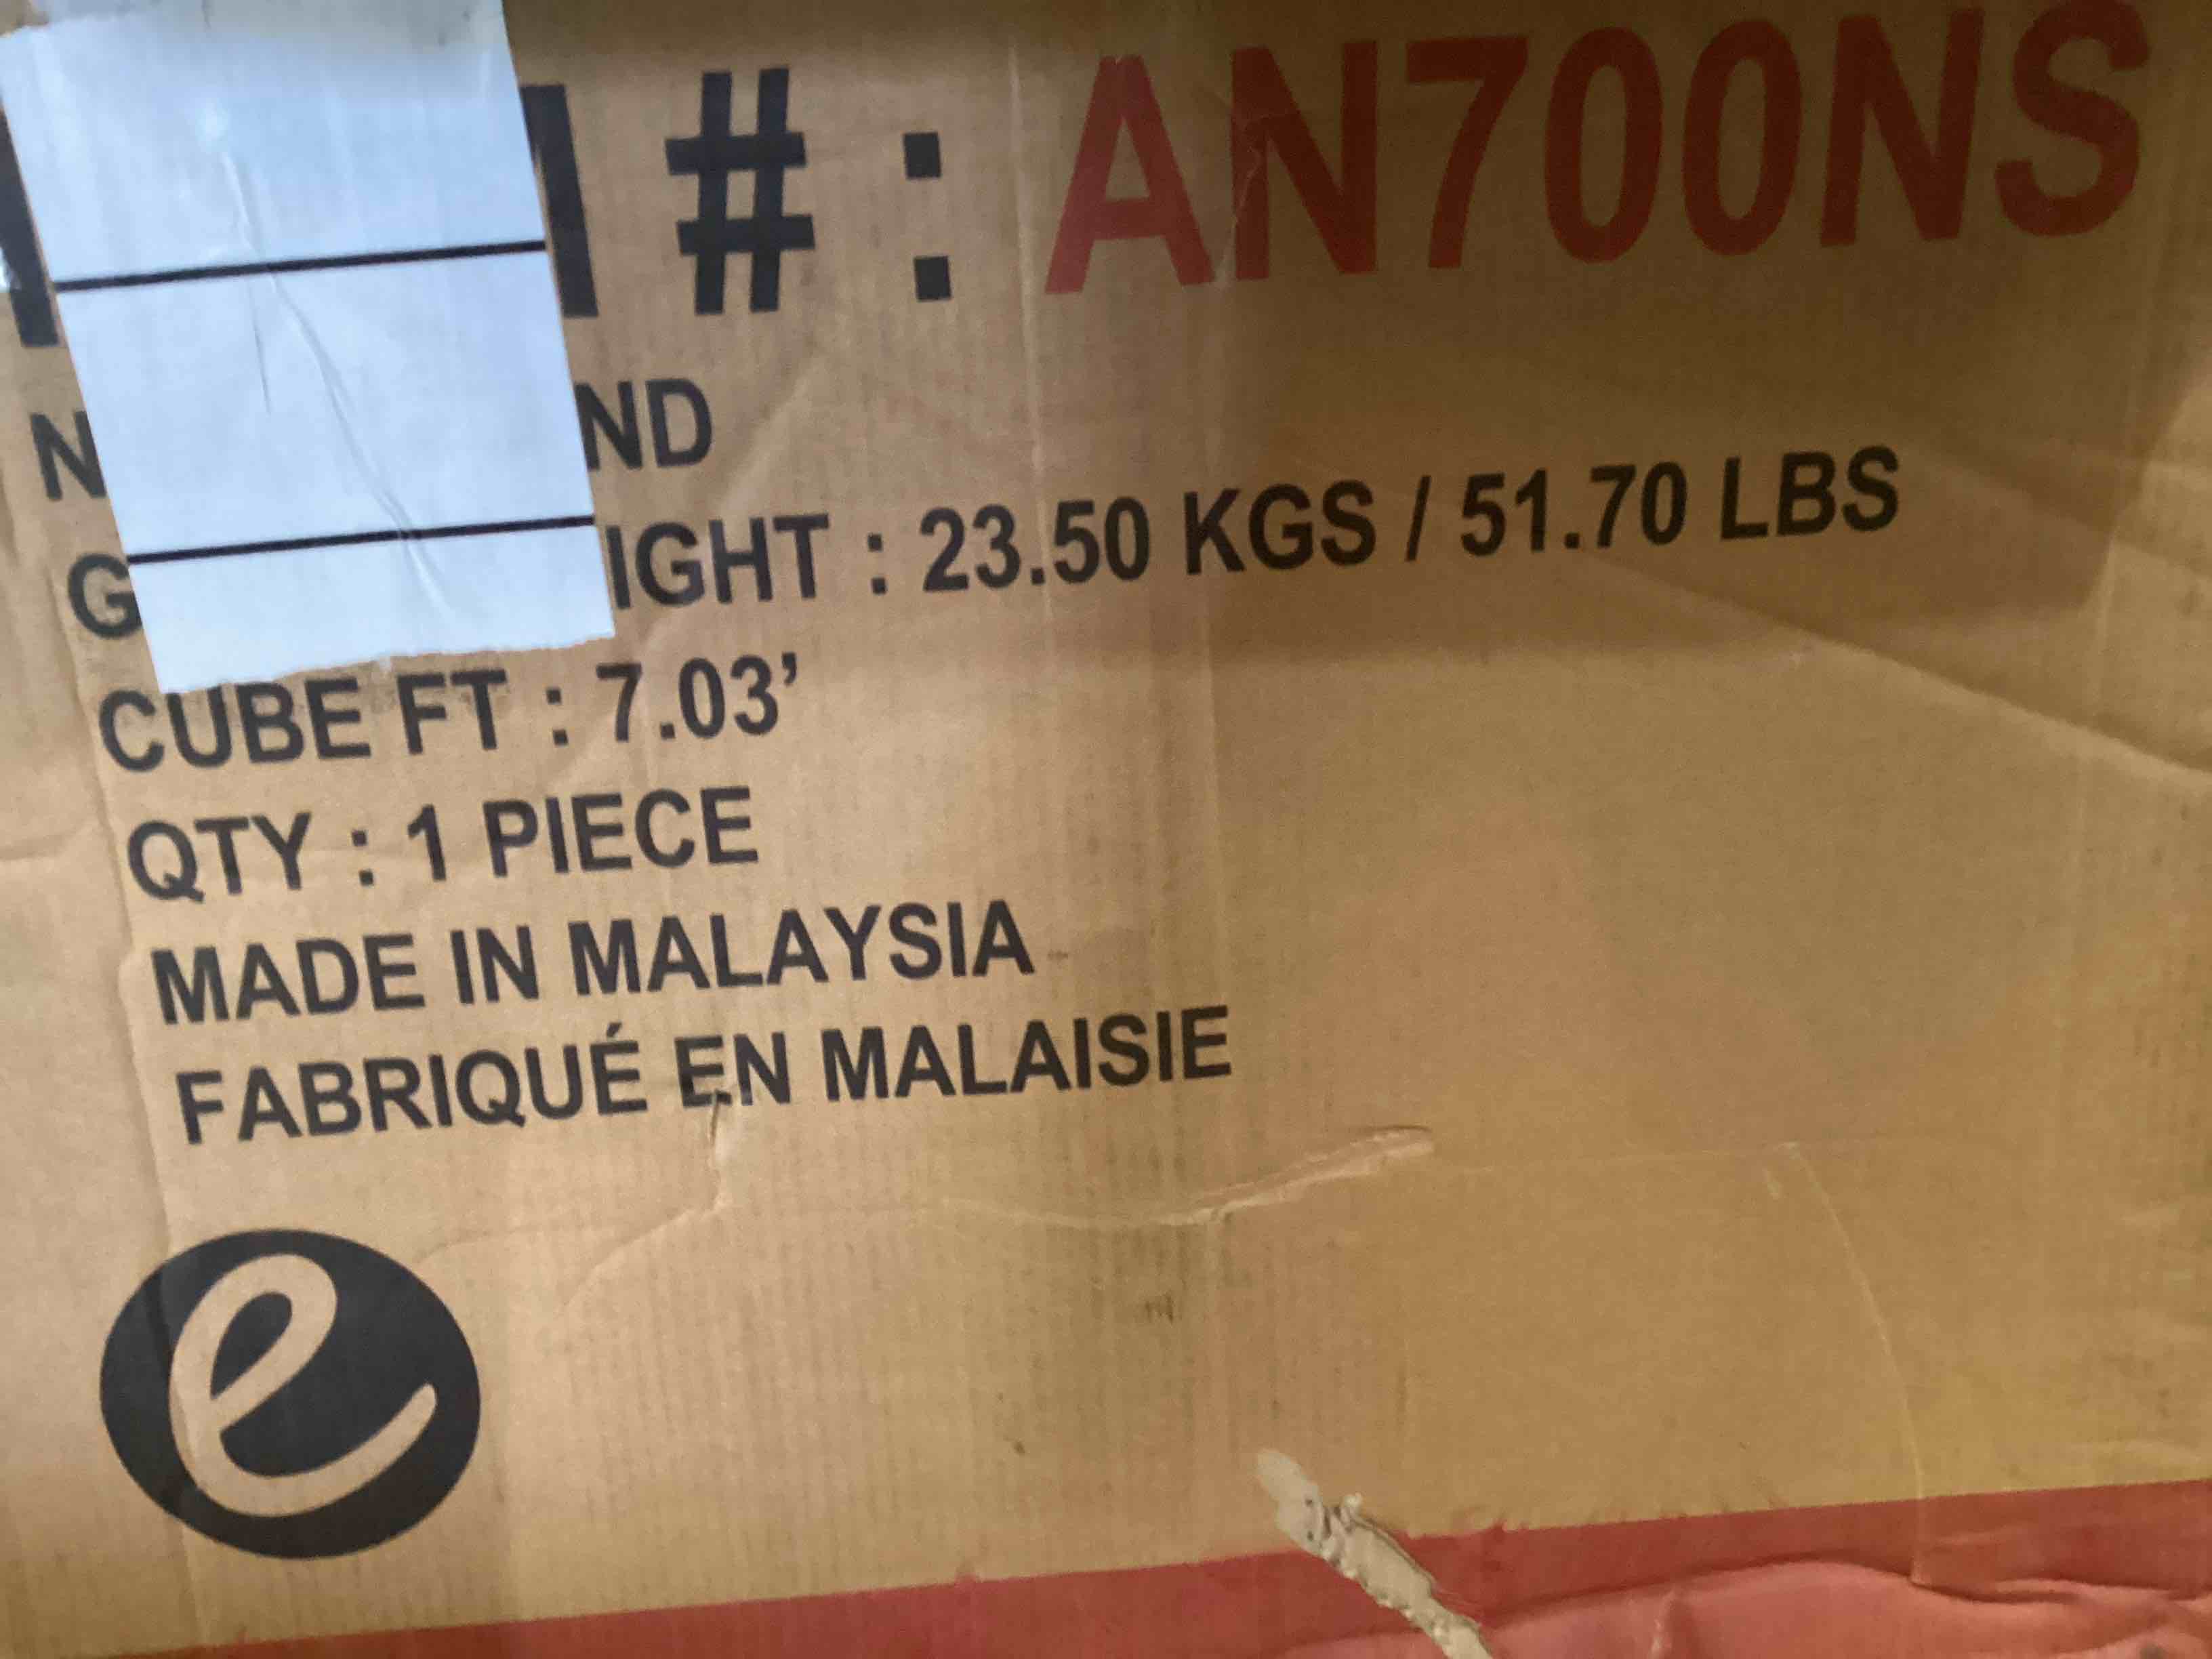 #: AN700NS
ND
IGHT : 23.50 KGS / 51.70 LBS
CUBE FT : 7.03’
QTY : 1 PIECE
MADE IN MALAYSIA
FABRIQUÉ EN MALAISIE
e